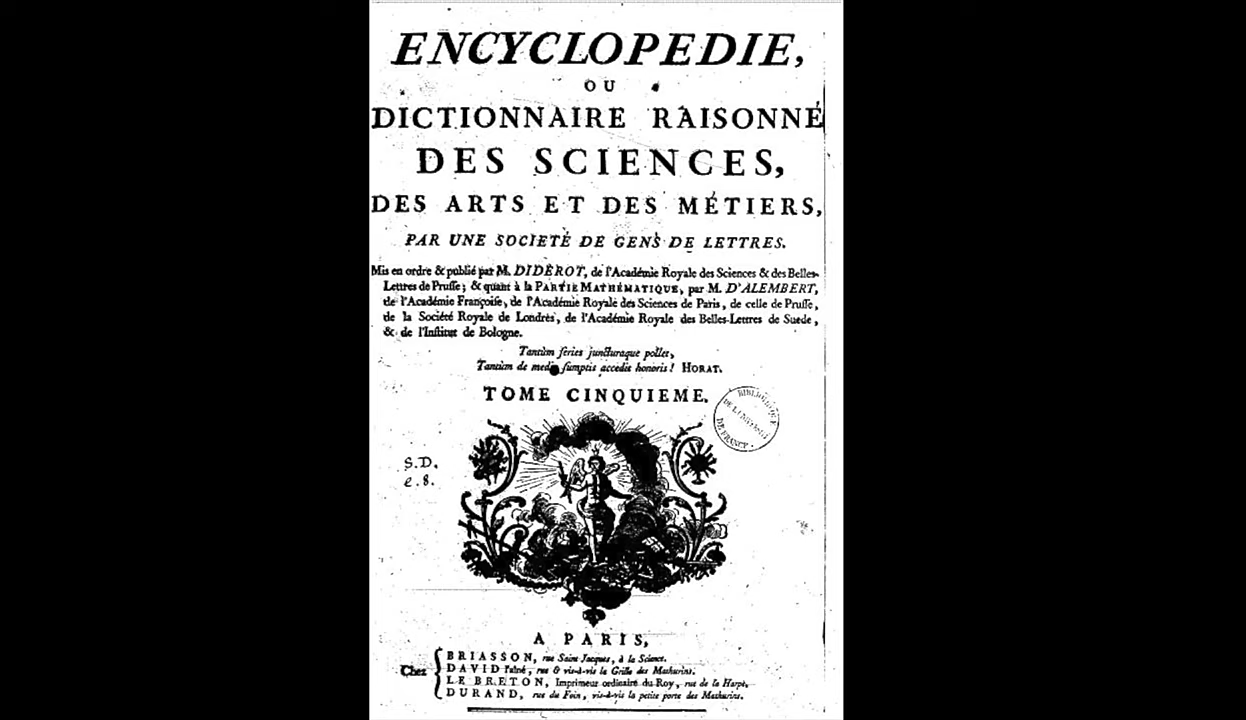 ENCYCLOPEDIE,
OU
DICTIONNAIRE RAISONNÉ
DES SCIENCES,
DES ARTS ET DES MÉTIERS,
PAR UNE SOCIETÉ DE GENS DE LETTRES.
Mis en ordre & publié par M. DIDEROT, de l'Académie Royale des Sciences & des Belles-
Lettres de Prusse; & quant à la PARTIE MATHÉMATIQUE, par M. D'ALEMBERT,
de l'Académie Françoise, de l'Académie Royale des Sciences de Paris, de celle de Prusse,
de la Société Royale de Londres, de l'Académie Royale des Belles-Lettres de Suede,
& de l'Institut de Bologne.
Tantùm series juncturaque pollet,
Tantùm de medio sumptis accedit honoris! HORAT.
TOME CINQUIEME.
BIBLIOTHEQUE
DE L'UNIVERSITÉ
DE FRANCE
S.D.
e.8.
A PARIS,
Chez
BRIASSON, rue Saint Jacques, à la Science.
DAVID l'aîné, rue & vis-à-vis la Grille des Mathurins.
LE BRETON, Imprimeur ordinaire du Roy, rue de la Harpe.
DURAND, rue du Foin, vis-à-vis la petite porte des Mathurins.